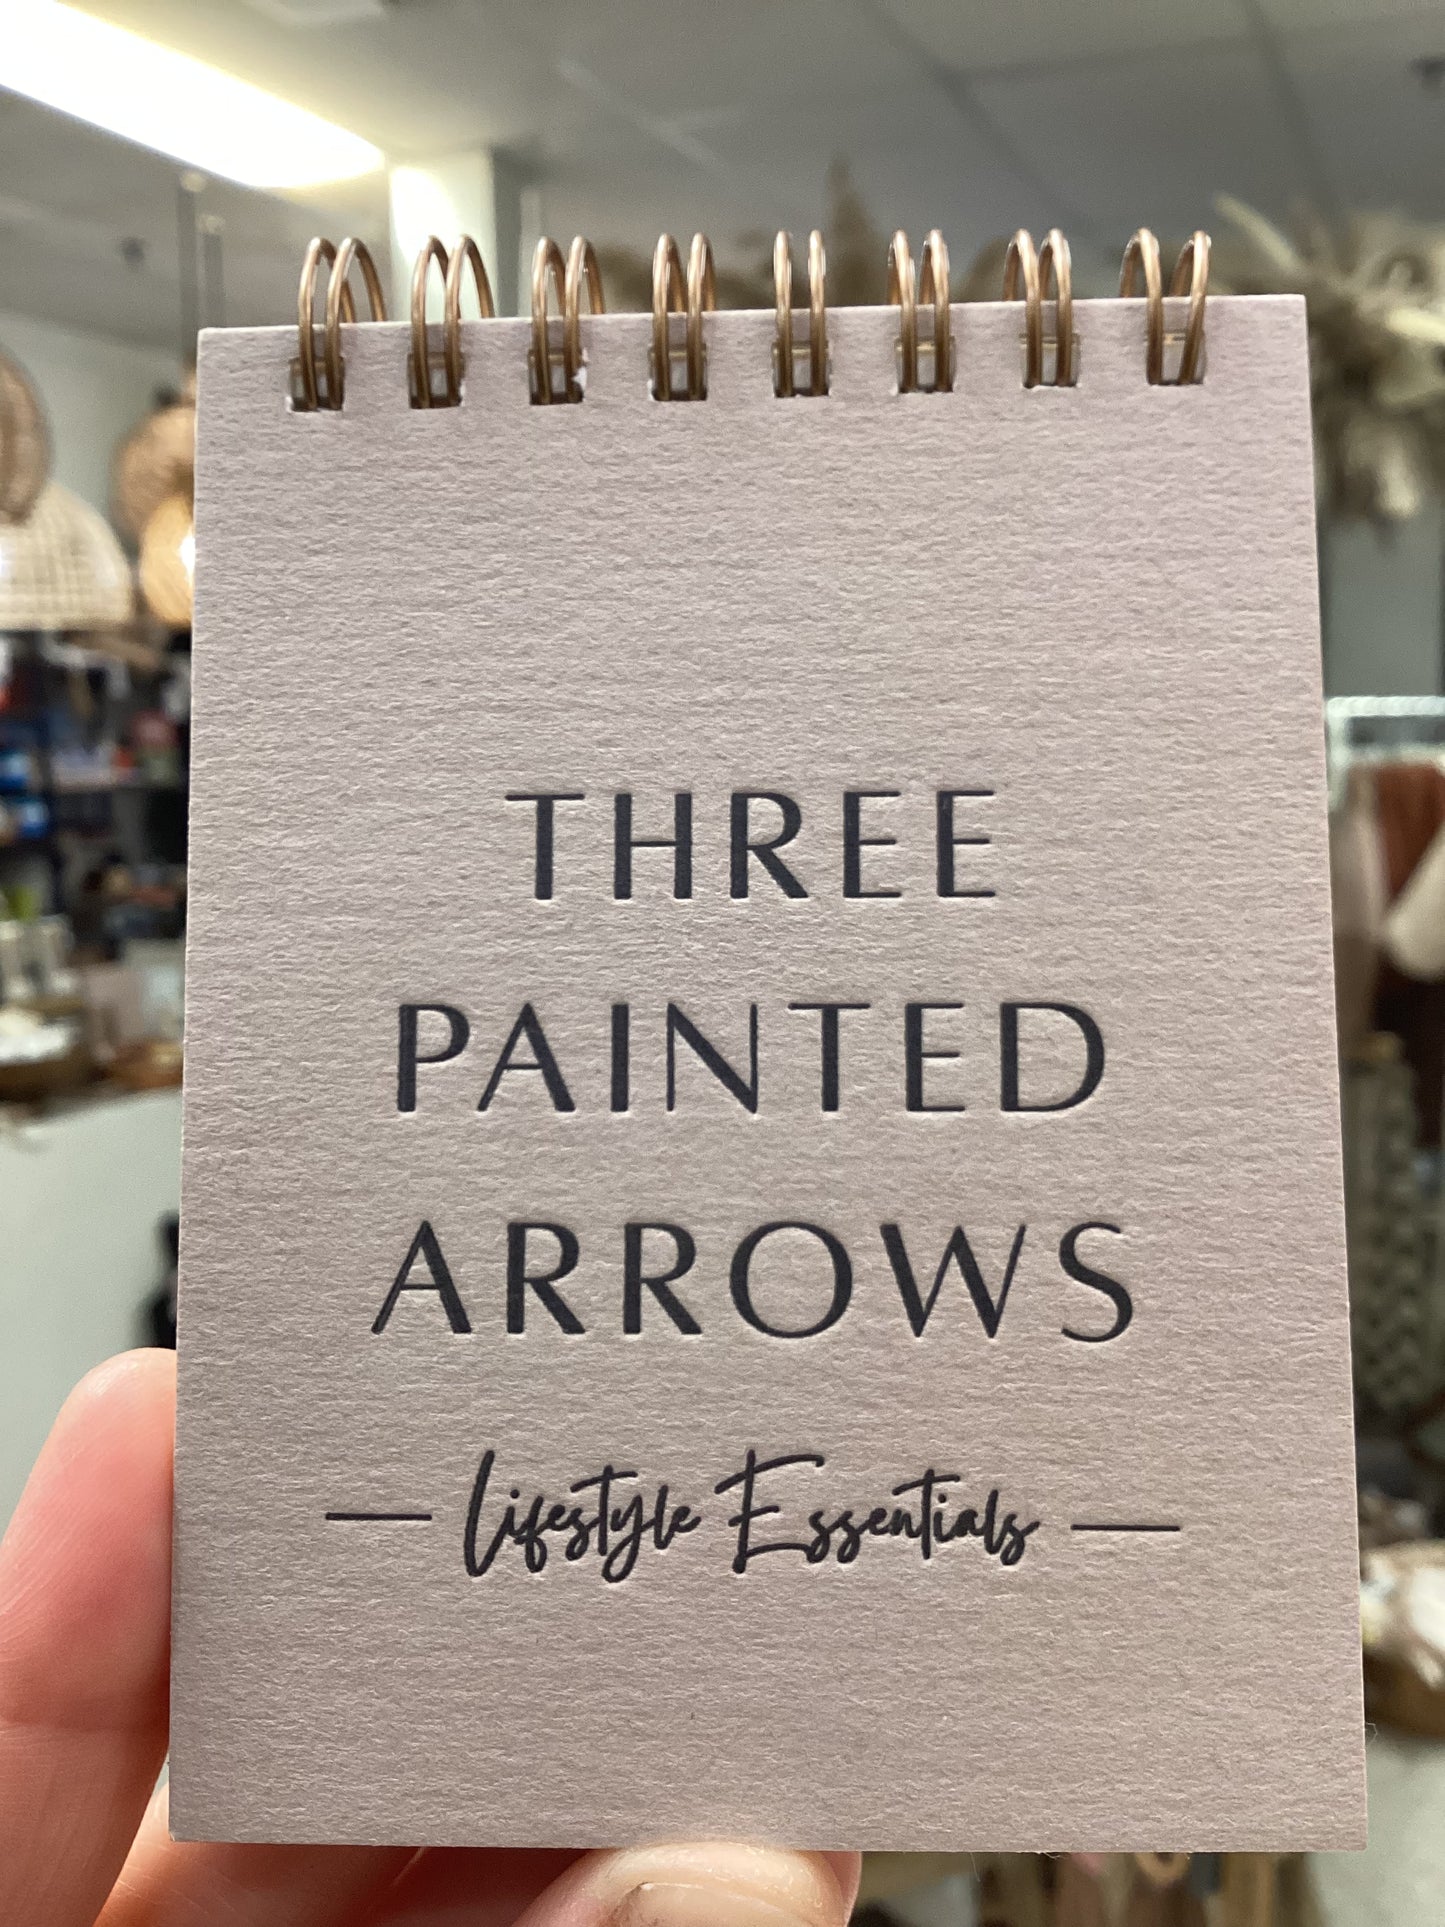 THREE
PAINTED
ARROWS
— Lifestyle Essentials —